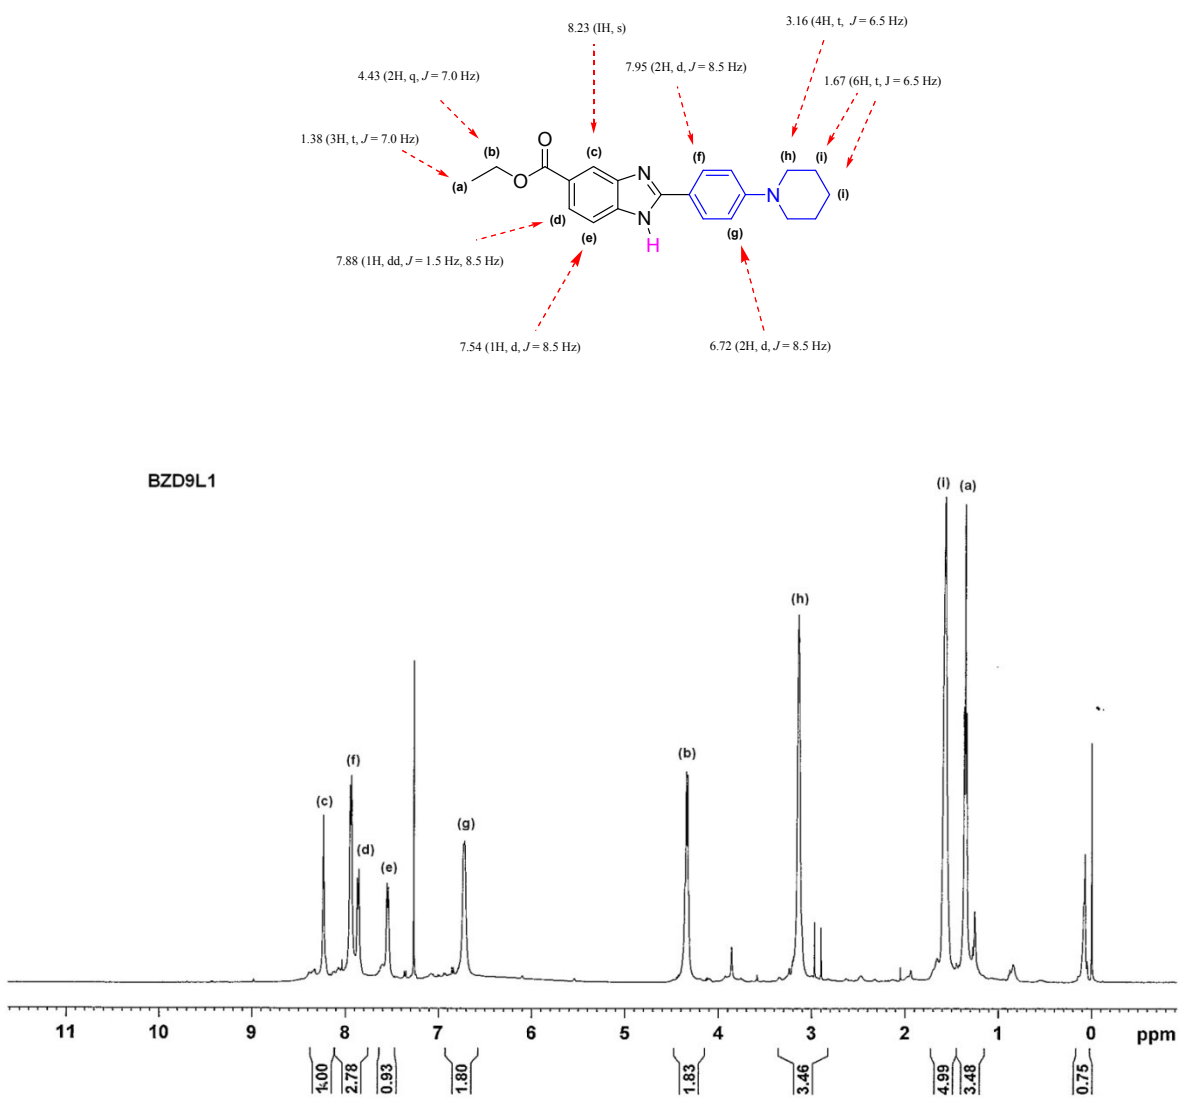 3.16 (4H, t, J = 6.5 Hz)
8.23 (IH, s)
7.95 (2H, d, J = 8.5 Hz)
4.43 (2H, q, J = 7.0 Hz)
1.67 (6H, t, J = 6.5 Hz)
1.38 (3H, t, J = 7.0 Hz)
O
(b)
(c)
(f)
(h)
(i)
(a)
O
N
N
(i)
(d)
N
(e)
H
(g)
7.88 (1H, dd, J = 1.5 Hz, 8.5 Hz)
7.54 (1H, d, J = 8.5 Hz)
6.72 (2H, d, J = 8.5 Hz)
BZD9L1
(i)
(a)
(h)
(b)
(f)
(c)
(g)
(d)
(e)
11 10 9 8 7 6 5 4 3 2 1 0 ppm
1.00 2.78 0.93 1.80 1.83 3.46 4.99 3.48 0.75